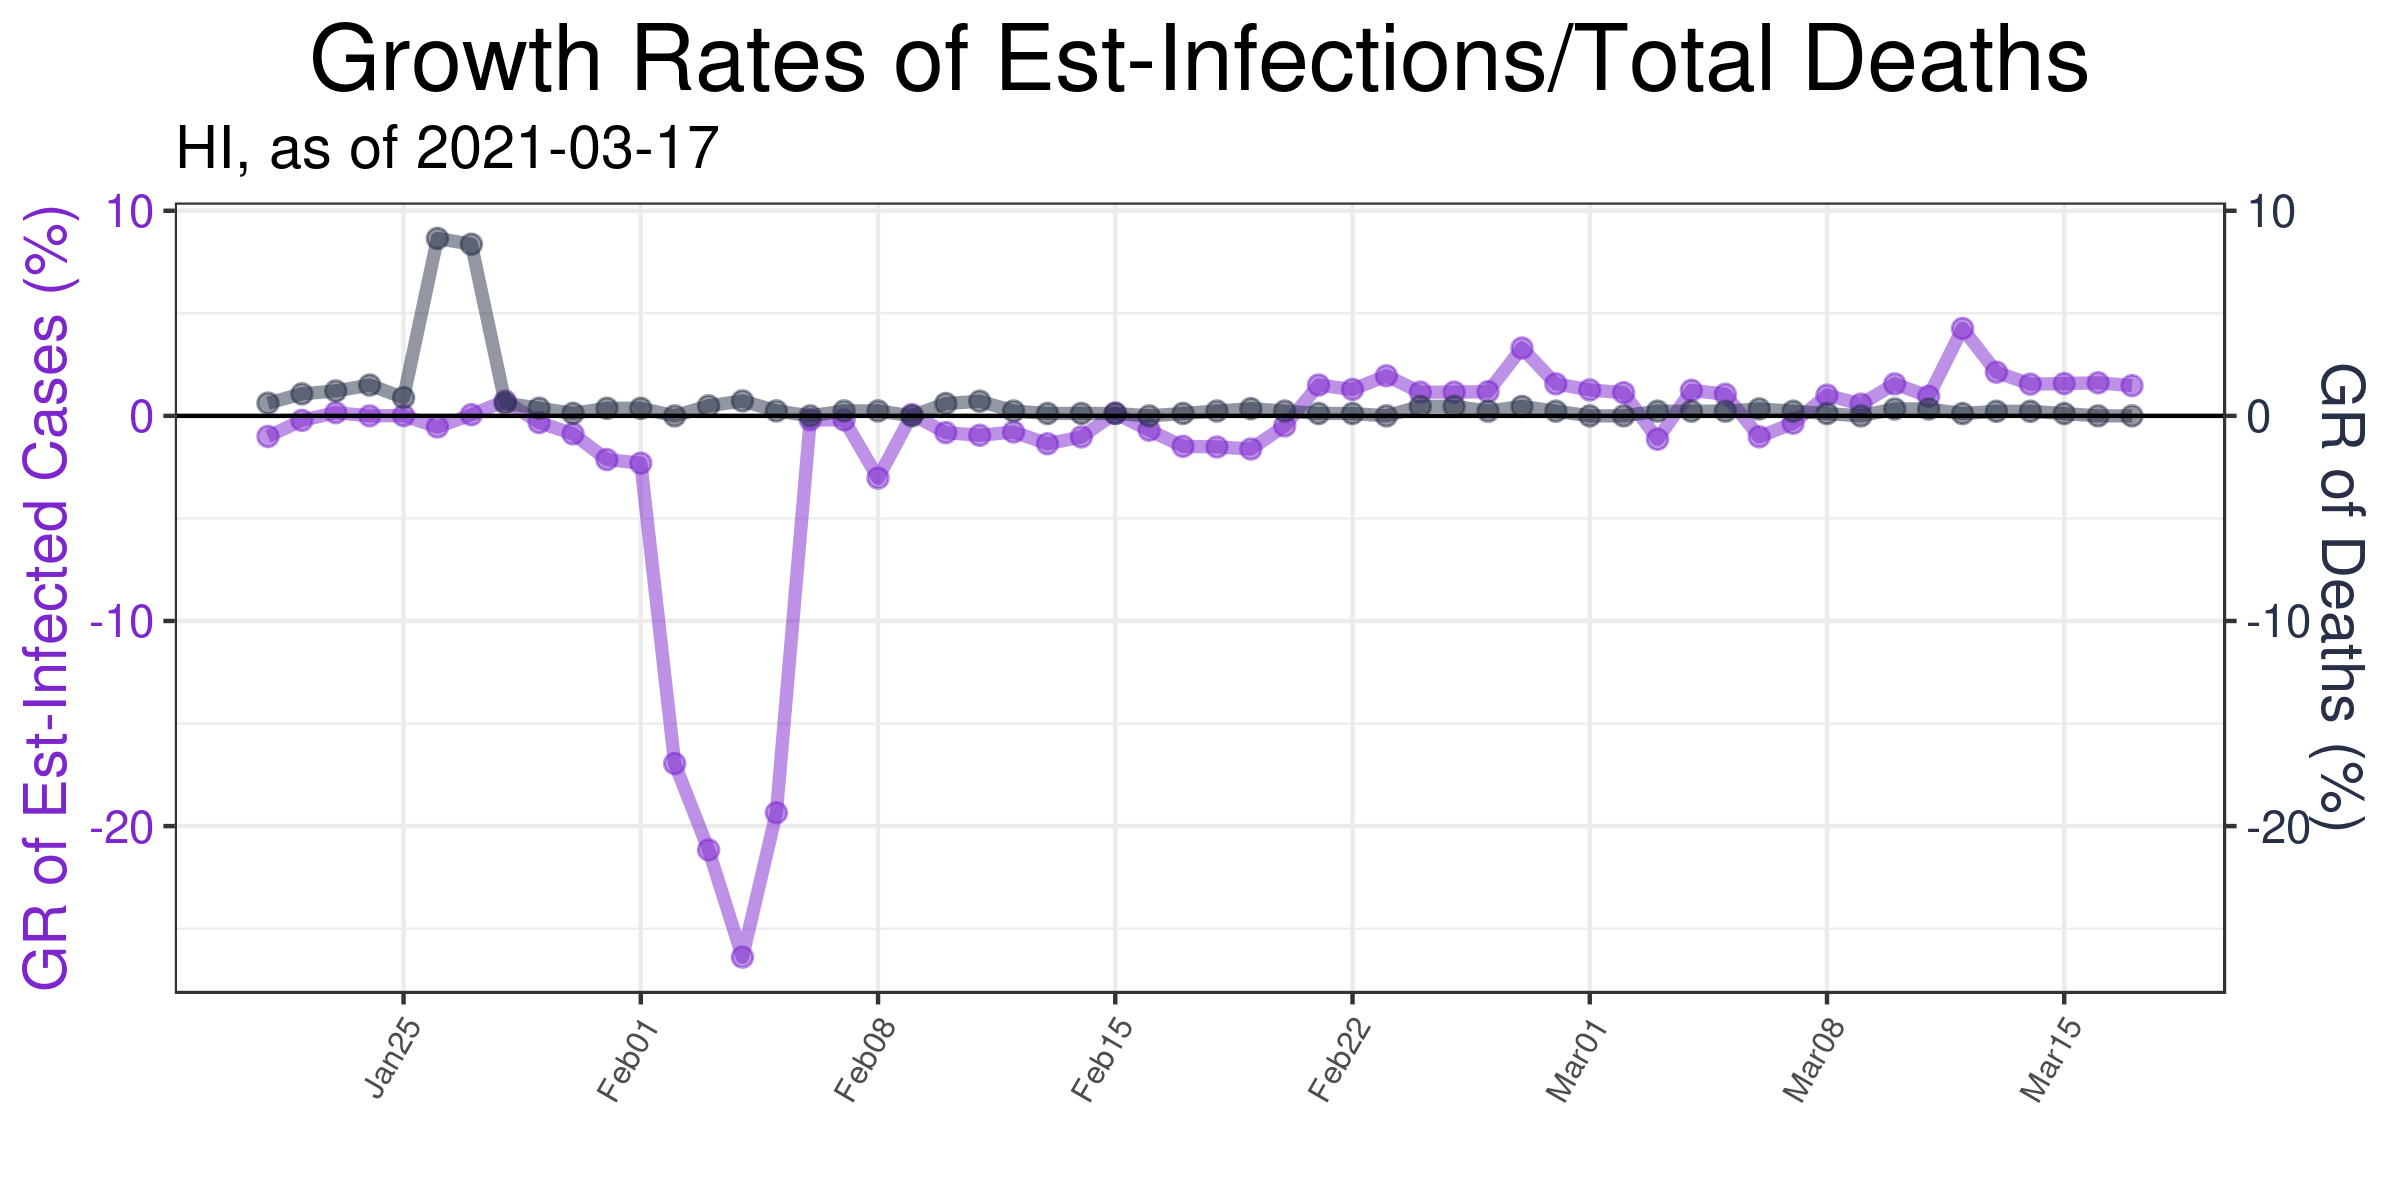 Growth Rates of Est-Infections/Total Deaths
HI, as of 2021-03-17
GR of Est-Infected Cases (%)
10
0
-10
-20
10
0
-10
-20
GR of Deaths (%)
Jan25
Feb01
Feb08
Feb15
Feb22
Mar01
Mar08
Mar15